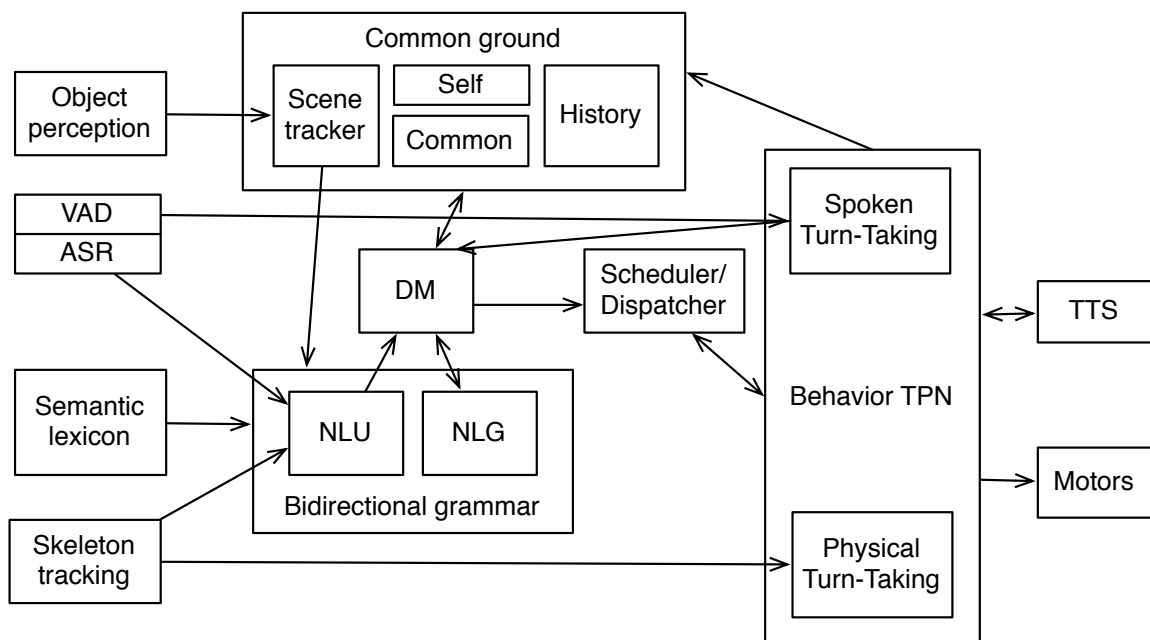 Common ground
Object
perception
Scene
tracker
Self
Common
History
VAD
ASR
Spoken
Turn-Taking
DM
Scheduler/
Dispatcher
TTS
Semantic
lexicon
NLU
NLG
Bidirectional grammar
Behavior TPN
Motors
Skeleton
tracking
Physical
Turn-Taking